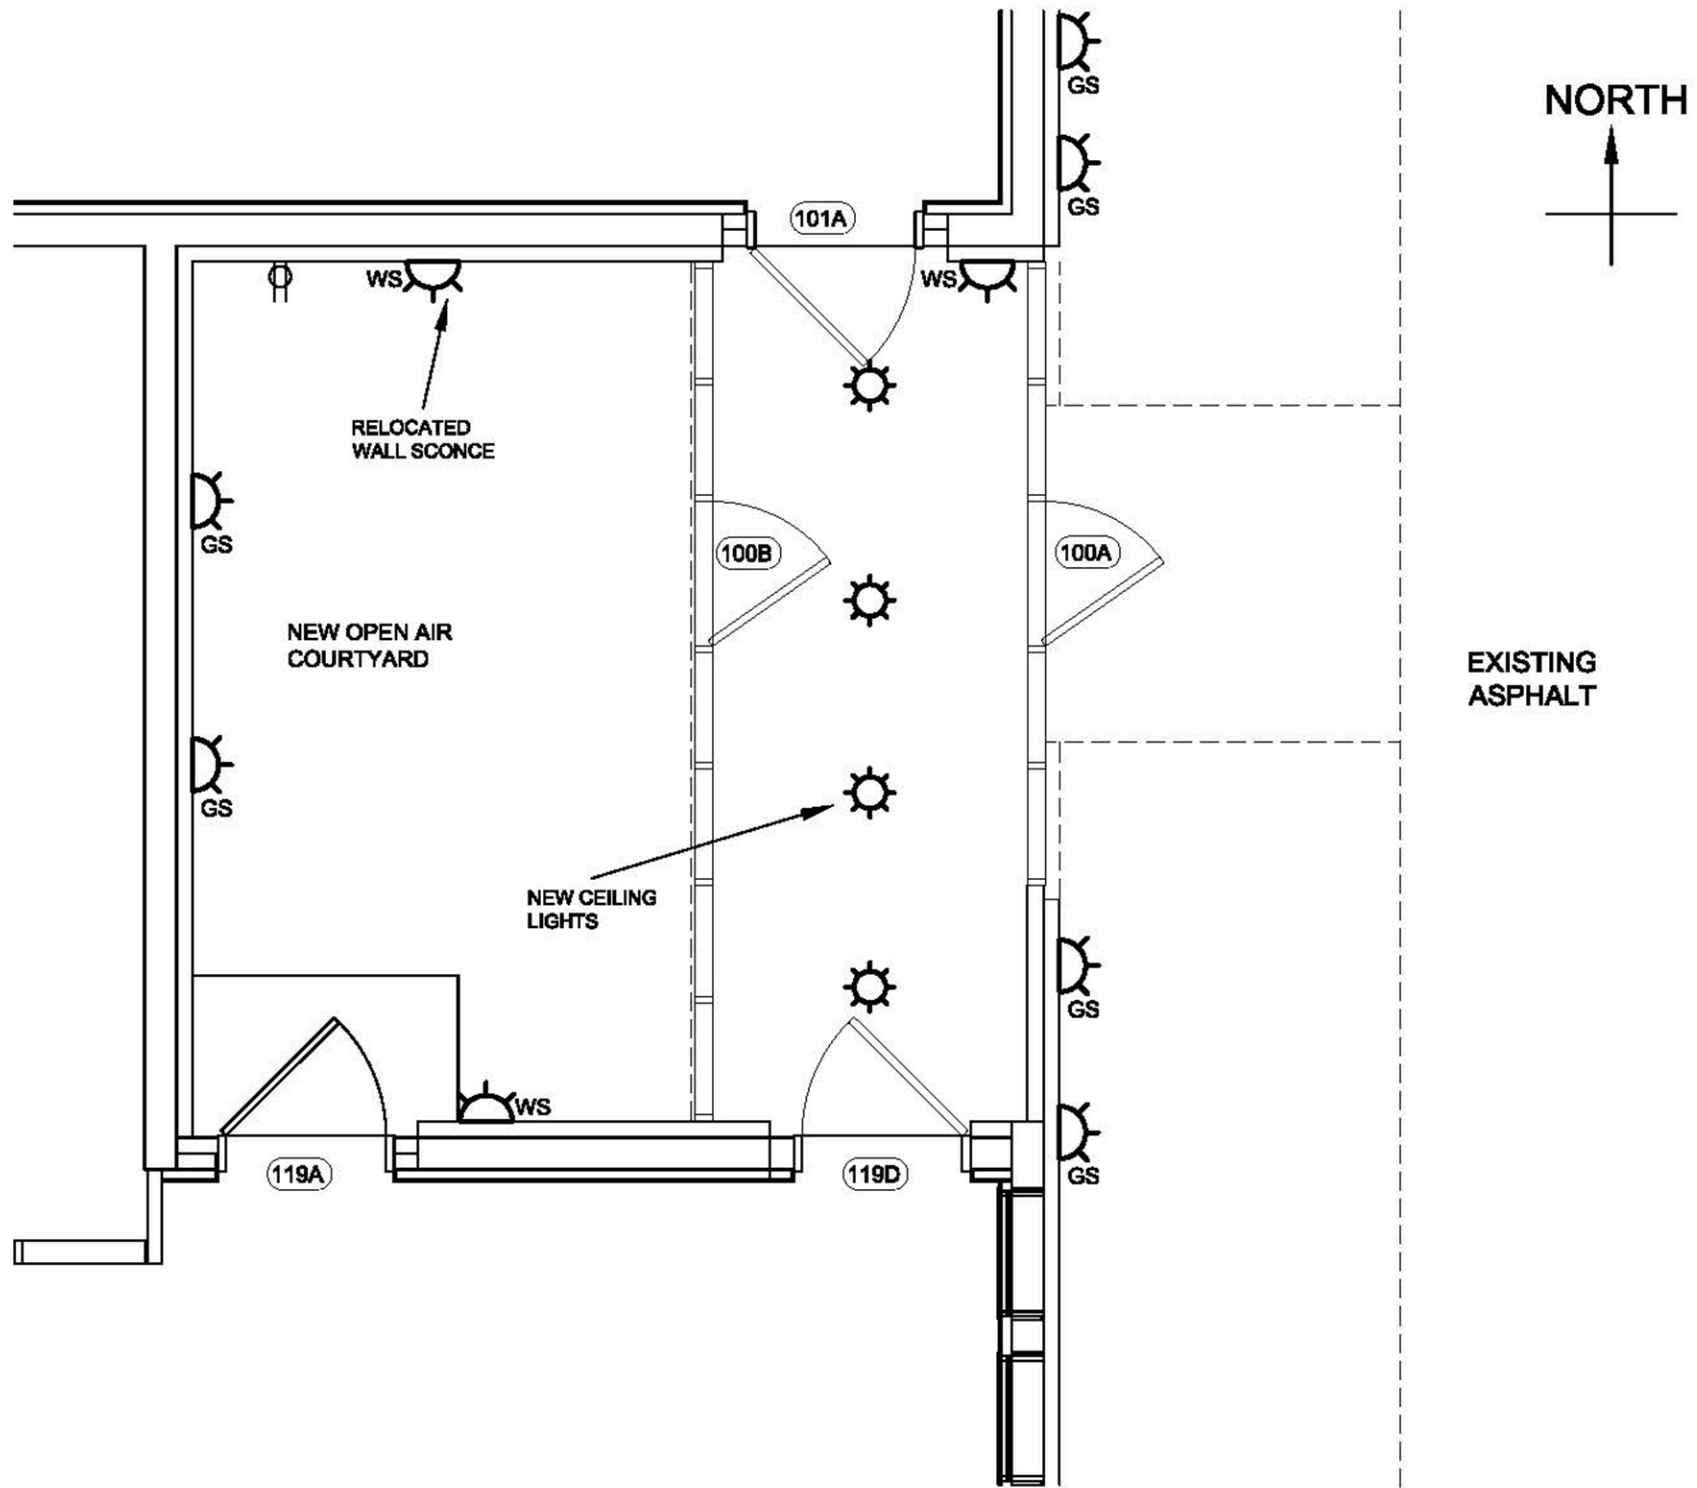 GS
NORTH
GS
101A
WS
WS
RELOCATED
WALL SCONCE
GS
100B
100A
NEW OPEN AIR
COURTYARD
EXISTING
ASPHALT
GS
NEW CEILING
LIGHTS
GS
WS
119A
119D
GS